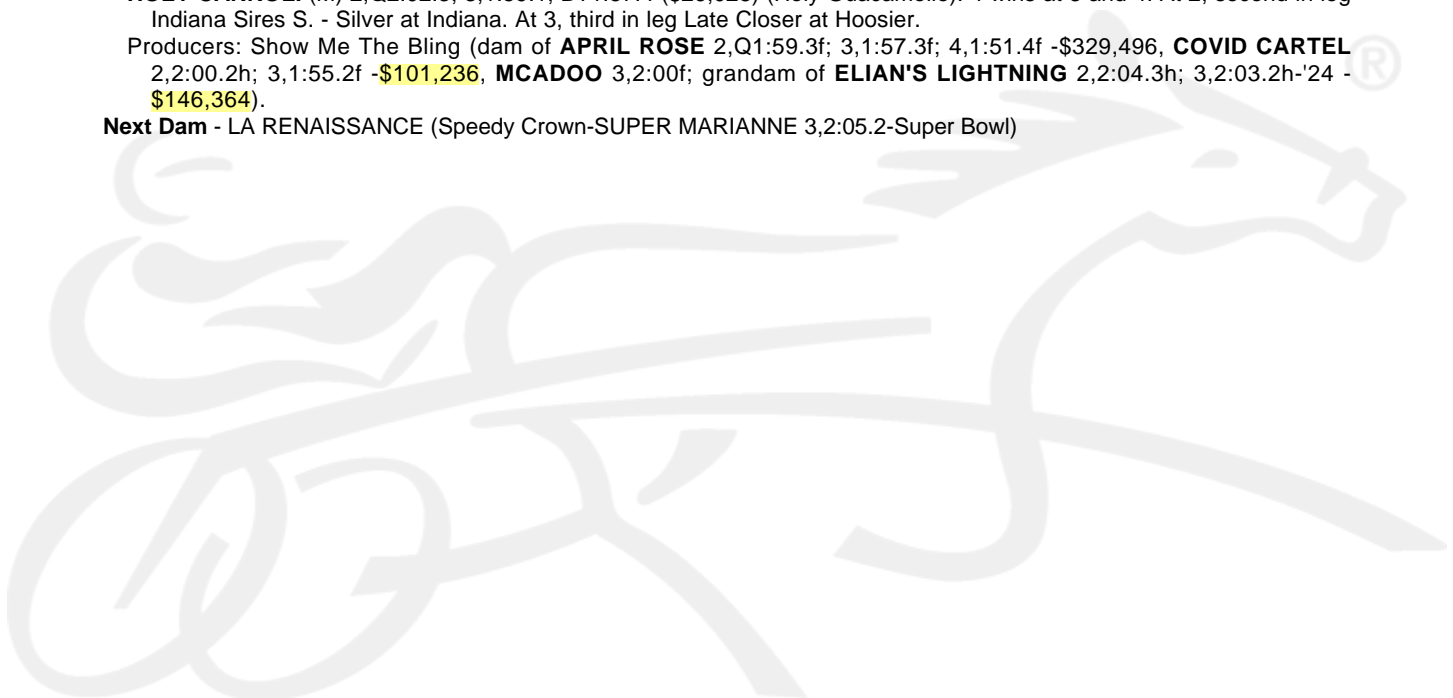 Indiana Sires S. - Silver at Indiana. At 3, third in leg Late Closer at Hoosier.
Producers: Show Me The Bling (dam of APRIL ROSE 2,Q1:59.3f; 3,1:57.3f; 4,1:51.4f -$329,496, COVID CARTEL
2,2:00.2h; 3,1:55.2f -$101,236, MCADOO 3,2:00f; grandam of ELIAN'S LIGHTNING 2,2:04.3h; 3,2:03.2h-'24 -
$146,364).
Next Dam - LA RENAISSANCE (Speedy Crown-SUPER MARIANNE 3,2:05.2-Super Bowl)
®